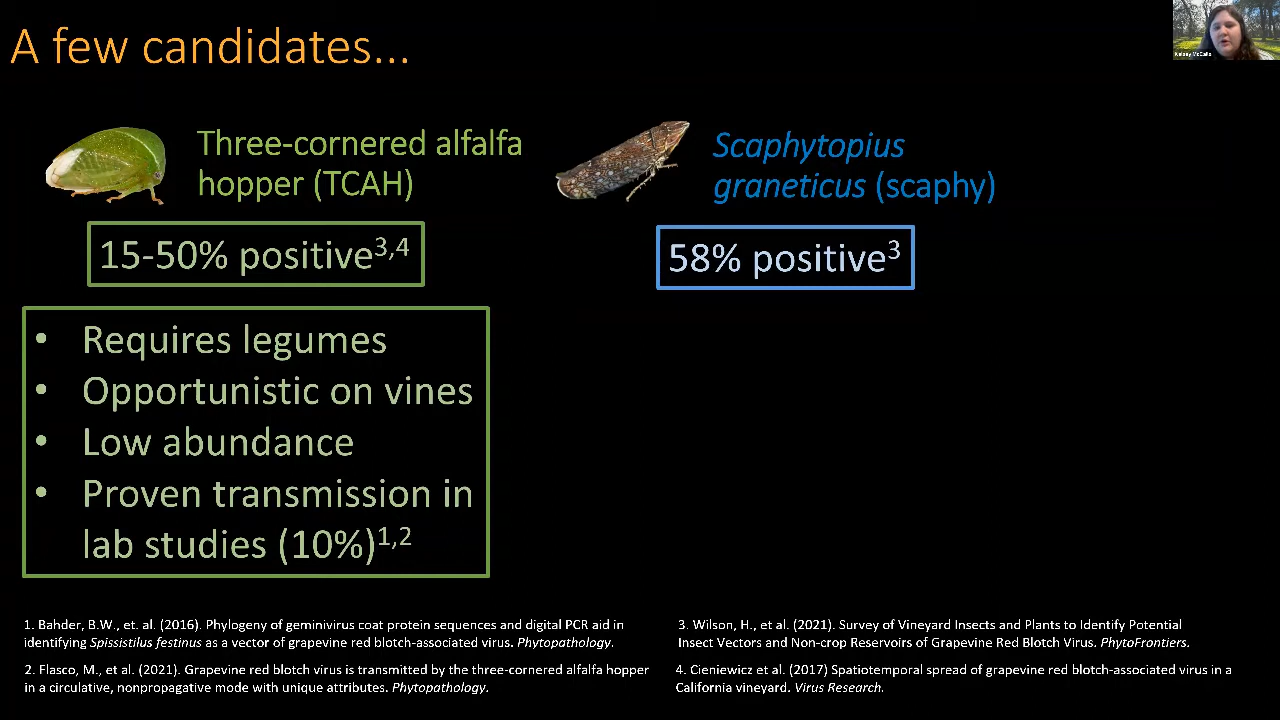 A few candidates...
Kelsey McCalla
Three-cornered alfalfa
hopper (TCAH)
Scaphytopius
graneticus (scaphy)
15-50% positive3,4
58% positive3
• Requires legumes
• Opportunistic on vines
• Low abundance
• Proven transmission in
lab studies (10%)1,2
1. Bahder, B.W., et. al. (2016). Phylogeny of geminivirus coat protein sequences and digital PCR aid in
identifying Spissistilus festinus as a vector of grapevine red blotch-associated virus. Phytopathology.
2. Flasco, M., et al. (2021). Grapevine red blotch virus is transmitted by the three-cornered alfalfa hopper
in a circulative, nonpropagative mode with unique attributes. Phytopathology.
3. Wilson, H., et al. (2021). Survey of Vineyard Insects and Plants to Identify Potential
Insect Vectors and Non-crop Reservoirs of Grapevine Red Blotch Virus. PhytoFrontiers.
4. Cieniewicz et al. (2017) Spatiotemporal spread of grapevine red blotch-associated virus in a
California vineyard. Virus Research.